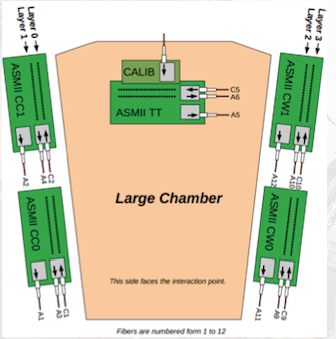 Layer 0
Layer 1
Layer 3
Layer 2
ASMII CC1
CALIB
ASMII TT
C5
A6
A5
ASMII CW1
A2
A4
C2
A12
A10
C10
Large Chamber
ASMII CC0
ASMII CW0
This side faces the interaction point.
A1
A3
C1
A11
A9
C9
Fibers are numbered form 1 to 12